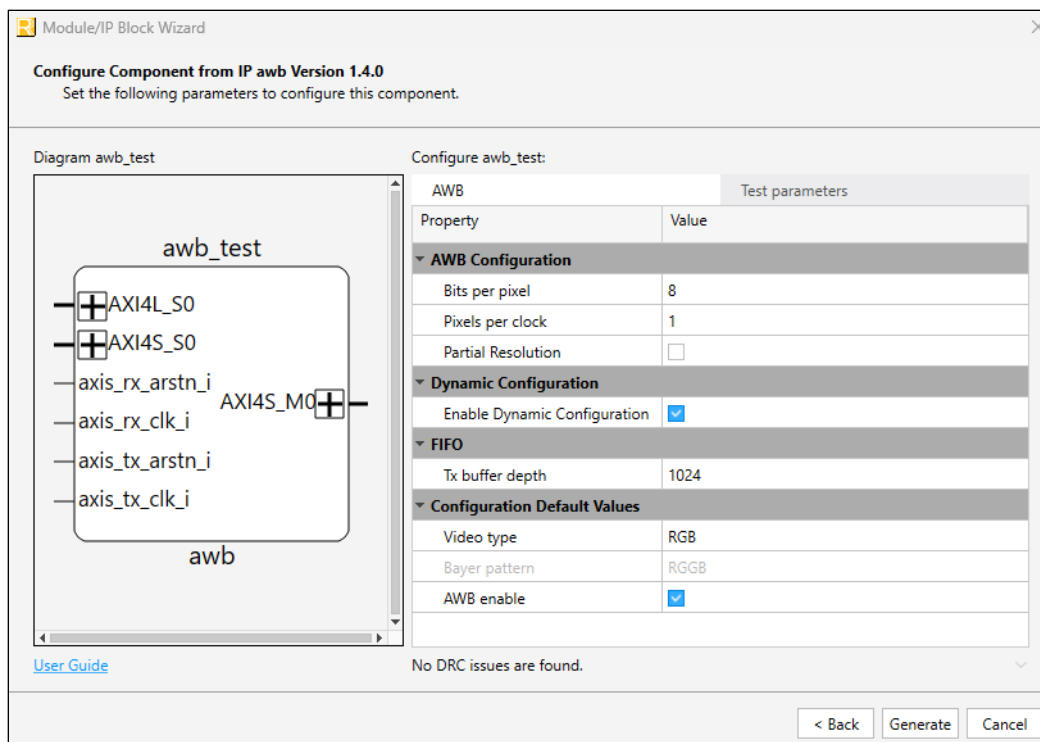 Module/IP Block Wizard
Configure Component from IP awb Version 1.4.0
Set the following parameters to configure this component.
Diagram awb_test
awb_test
AXI4L_S0
AXI4S_S0
axis_rx_arstn_i
AXI4S_M0
axis_rx_clk_i
axis_tx_arstn_i
axis_tx_clk_i
awb
User Guide
Configure awb_test:
AWB Test parameters
Property Value
AWB Configuration
Bits per pixel 8
Pixels per clock 1
Partial Resolution
Dynamic Configuration
Enable Dynamic Configuration
FIFO
Tx buffer depth 1024
Configuration Default Values
Video type RGB
Bayer pattern RGGB
AWB enable
No DRC issues are found.
< Back Generate Cancel